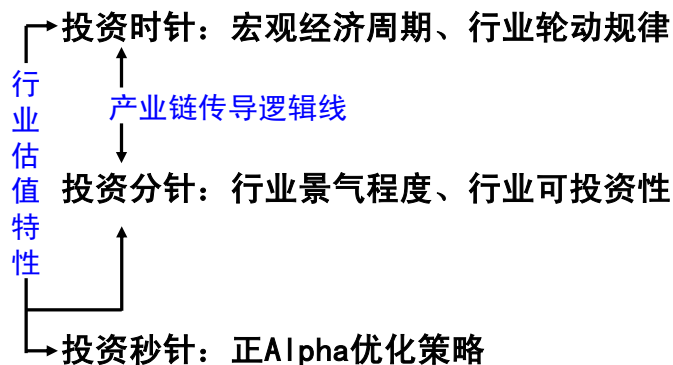 投资时针：宏观经济周期、行业轮动规律
产业链传导逻辑线
行业估值特性
投资分针：行业景气程度、行业可投资性
投资秒针：正Alpha优化策略